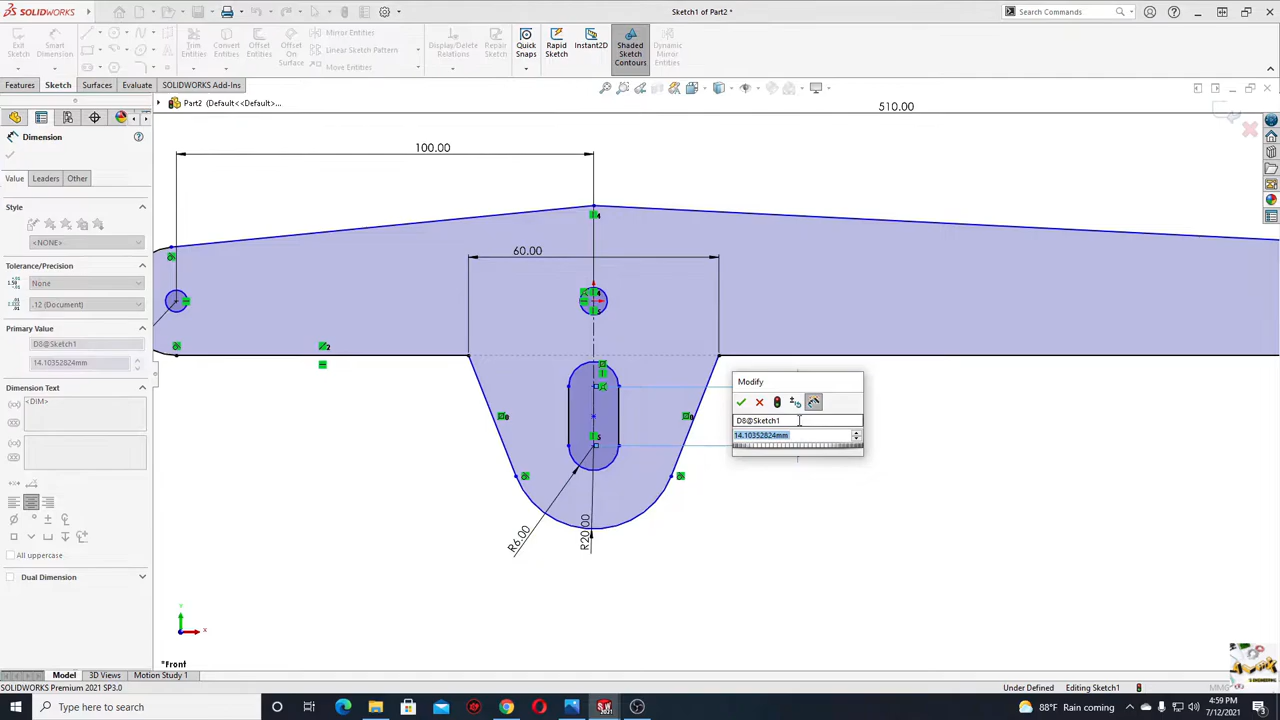 SOLIDWORKS
Sketch1 of Part2 *
Search Commands
Exit Sketch
Smart Dimension
Trim Entities
Convert Entities
Offset Entities
Offset On Surface
Mirror Entities
Linear Sketch Pattern
Move Entities
Display/Delete Relations
Repair Sketch
Quick Snaps
Rapid Sketch
Instant2D
Shaded Sketch Contours
Dynamic Mirror Entities
Features
Sketch
Surfaces
Evaluate
SOLIDWORKS Add-Ins
Part2 (Default<<Default>...
Dimension
Value
Leaders
Other
Style
<NONE>
Tolerance/Precision
None
.12 (Document)
Primary Value
D8@Sketch1
14.10352824mm
Dimension Text
<DIM>
All uppercase
Dual Dimension
510.00
100.00
60.00
R6.00
R20.00
Modify
D8@Sketch1
14.10352824mm
Y
X
*Front
Model
3D Views
Motion Study 1
SOLIDWORKS Premium 2021 SP3.0
Under Defined
Editing Sketch1
MMG
Type here to search
88°F Raining now
4:59 PM
7/12/2021